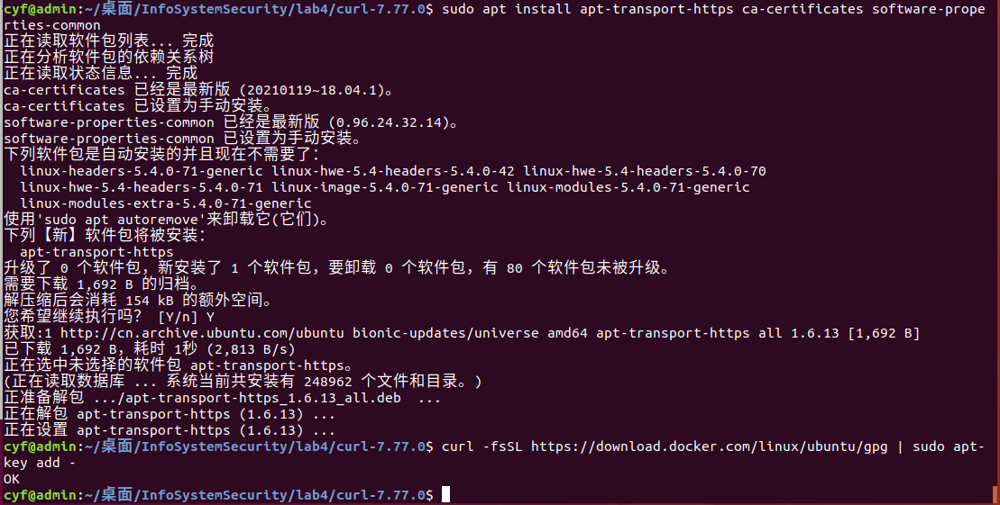 cyf@admin:~/桌面/InfoSystemSecurity/lab4/curl-7.77.0$ sudo apt install apt-transport-https ca-certificates software-prope
rties-common
正在读取软件包列表... 完成
正在分析软件包的依赖关系树
正在读取状态信息... 完成
ca-certificates 已经是最新版 (20210119~18.04.1)。
ca-certificates 已设置为手动安装。
software-properties-common 已经是最新版 (0.96.24.32.14)。
software-properties-common 已设置为手动安装。
下列软件包是自动安装的并且现在不需要了：
  linux-headers-5.4.0-71-generic linux-hwe-5.4-headers-5.4.0-42 linux-hwe-5.4-headers-5.4.0-70
  linux-hwe-5.4-headers-5.4.0-71 linux-image-5.4.0-71-generic linux-modules-5.4.0-71-generic
  linux-modules-extra-5.4.0-71-generic
使用'sudo apt autoremove'来卸载它(它们)。
下列【新】软件包将被安装：
  apt-transport-https
升级了 0 个软件包，新安装了 1 个软件包，要卸载 0 个软件包，有 80 个软件包未被升级。
需要下载 1,692 B 的归档。
解压缩后会消耗 154 kB 的额外空间。
您希望继续执行吗？ [Y/n] Y
获取:1 http://cn.archive.ubuntu.com/ubuntu bionic-updates/universe amd64 apt-transport-https all 1.6.13 [1,692 B]
已下载 1,692 B，耗时 1秒 (2,813 B/s)
正在选中未选择的软件包 apt-transport-https。
(正在读取数据库 ... 系统当前共安装有 248962 个文件和目录。)
正准备解包 .../apt-transport-https_1.6.13_all.deb  ...
正在解包 apt-transport-https (1.6.13) ...
正在设置 apt-transport-https (1.6.13) ...
cyf@admin:~/桌面/InfoSystemSecurity/lab4/curl-7.77.0$ curl -fsSL https://download.docker.com/linux/ubuntu/gpg | sudo apt-
key add -
OK
cyf@admin:~/桌面/InfoSystemSecurity/lab4/curl-7.77.0$